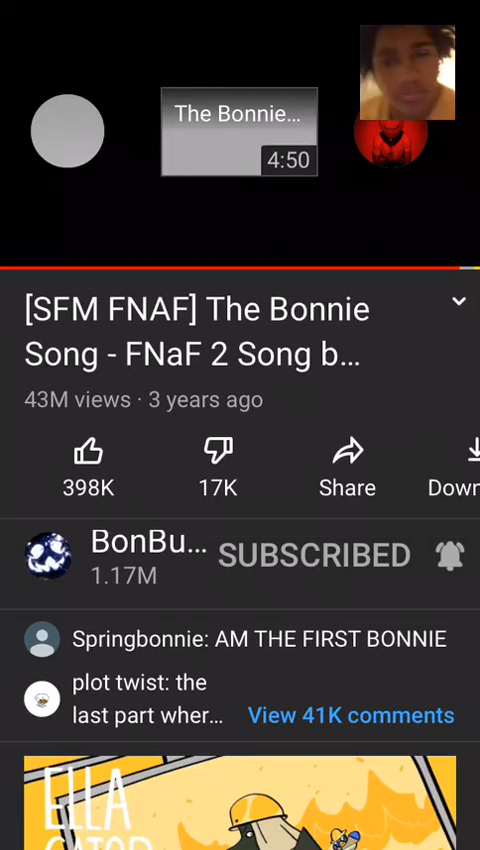 The Bonnie...
4:50
[SFM FNAF] The Bonnie
Song - FNaF 2 Song b...
43M views · 3 years ago
398K
17K
Share
Down
BonBu...
SUBSCRIBED
1.17M
Springbonnie: AM THE FIRST BONNIE
plot twist: the
last part wher...
View 41K comments
ELLA
GATOR